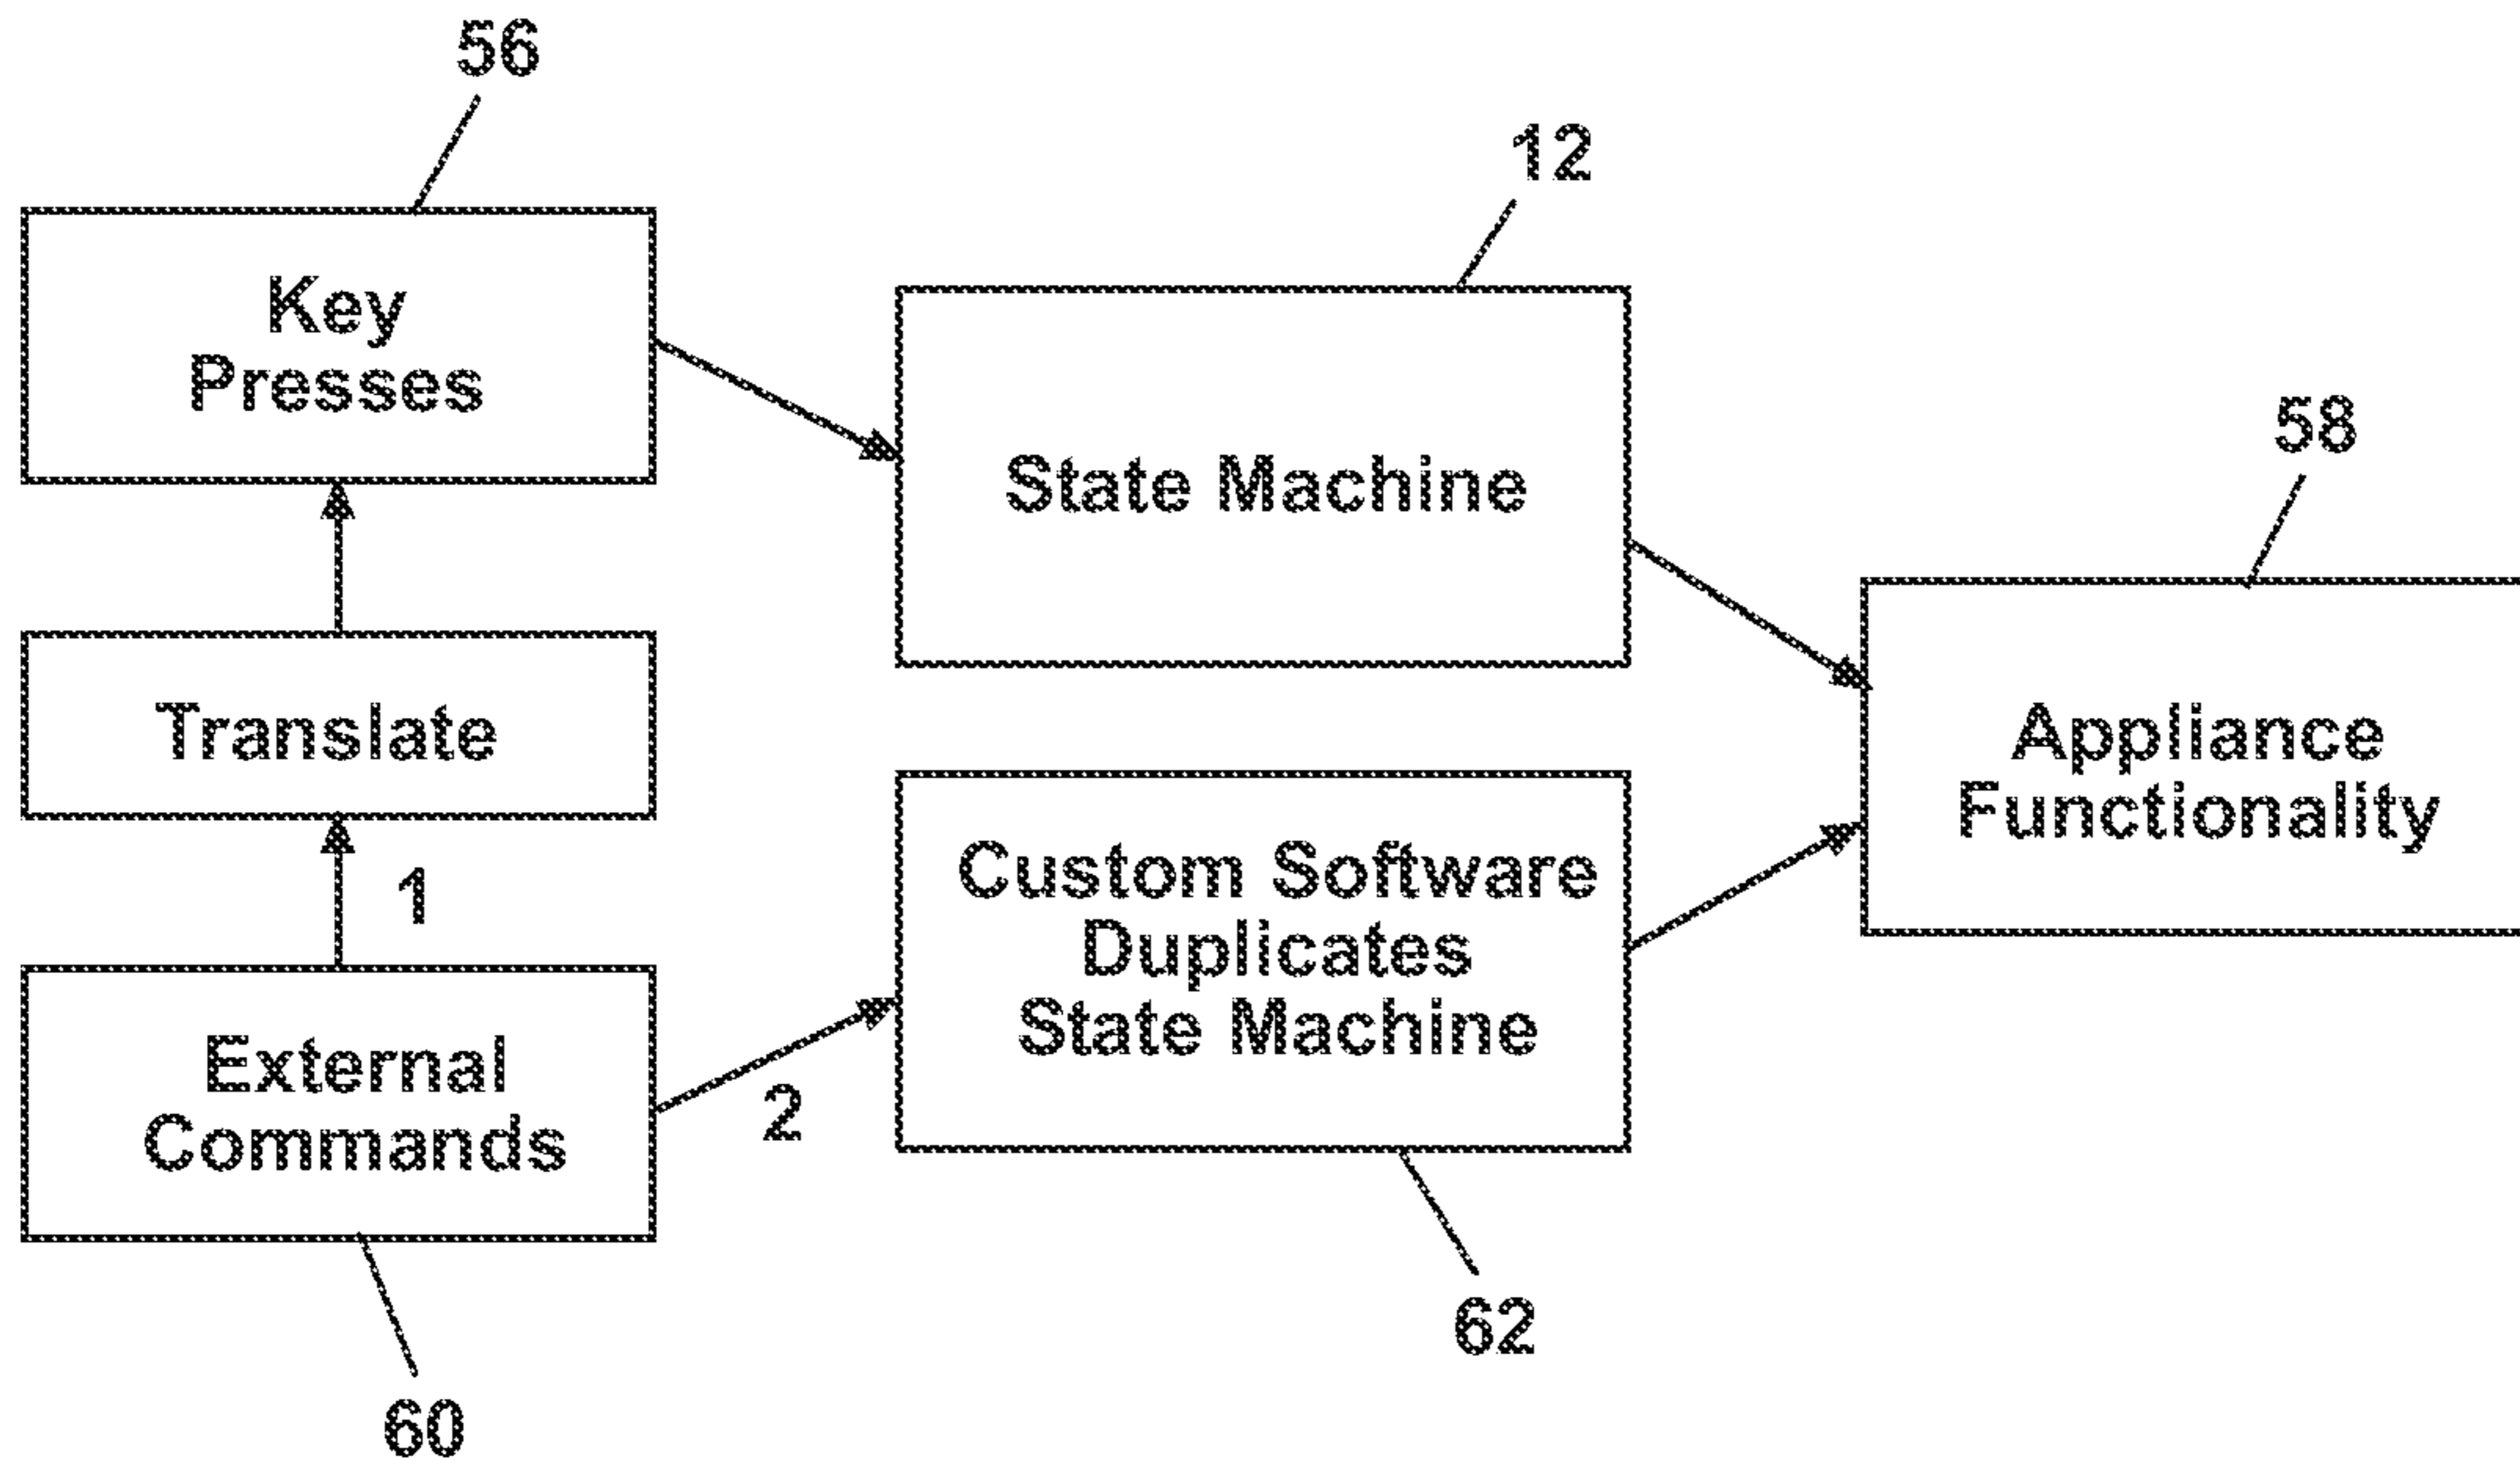 56
12
Key
Presses
State Machine
58
Translate
Appliance
Functionality
1
Custom Software
Duplicates
State Machine
External
Commands
2
62
60